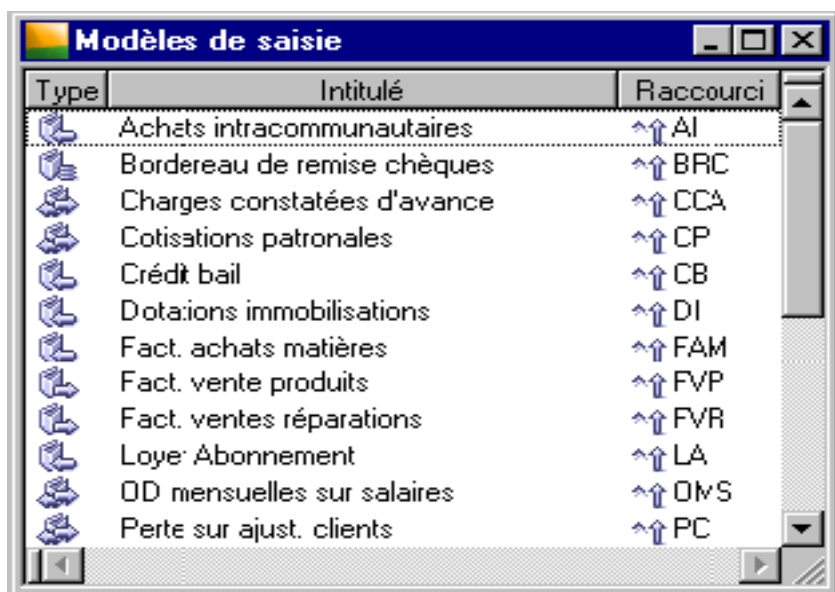 Modèles de saisie
Type Intitulé Raccourci
Achats intracommunautaires AI
Bordereau de remise chèques BRC
Charges constatées d'avance CCA
Cotisations patronales CP
Crédit bail CB
Dotations immobilisations DI
Fact. achats matières FAM
Fact. vente produits FVP
Fact. ventes réparations FVR
Loyer Abonnement LA
OD mensuelles sur salaires OMS
Perte sur ajust. clients PC